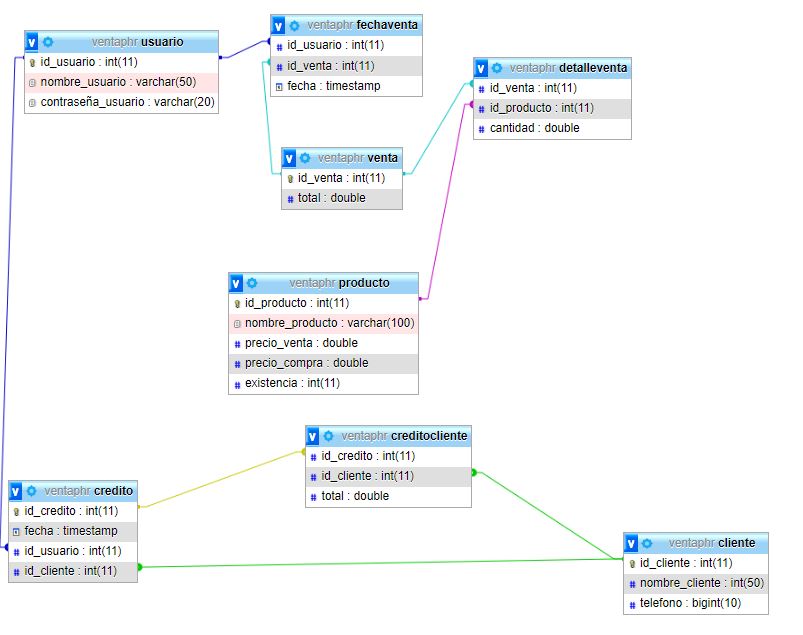 ventaphr usuario
id_usuario : int(11)
nombre_usuario : varchar(50)
contraseña_usuario : varchar(20)
ventaphr fechaventa
id_usuario : int(11)
id_venta : int(11)
fecha : timestamp
ventaphr detalleventa
id_venta : int(11)
id_producto : int(11)
cantidad : double
ventaphr venta
id_venta : int(11)
total : double
ventaphr producto
id_producto : int(11)
nombre_producto : varchar(100)
precio_venta : double
precio_compra : double
existencia : int(11)
ventaphr creditocliente
id_credito : int(11)
id_cliente : int(11)
total : double
ventaphr credito
id_credito : int(11)
fecha : timestamp
id_usuario : int(11)
id_cliente : int(11)
ventaphr cliente
id_cliente : int(11)
nombre_cliente : int(50)
telefono : bigint(10)